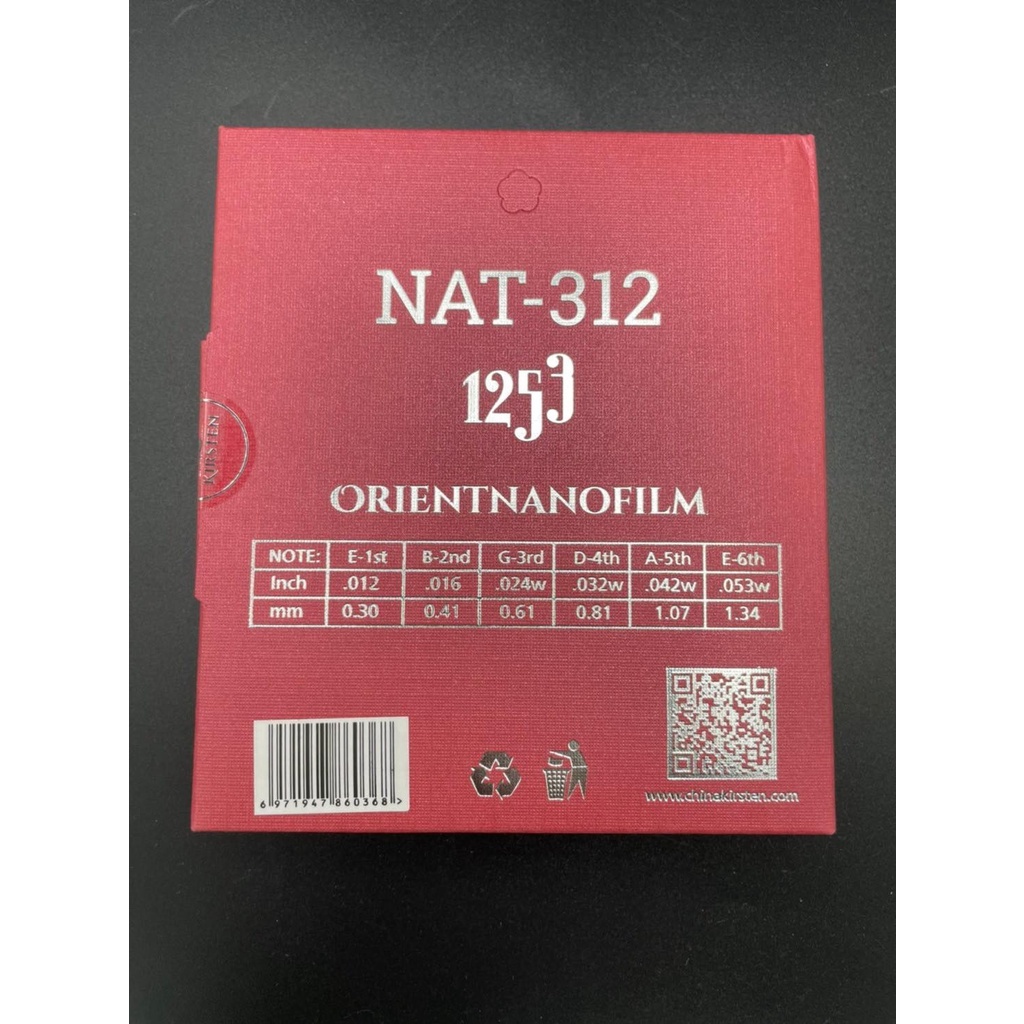 NAT-312
1253
KIRSTEN
ORIENTNANOFILM
NOTE: E-1st B-2nd G-3rd D-4th A-5th E-6th
Inch .012 .016 .024w .032w .042w .053w
mm 0.30 0.41 0.61 0.81 1.07 1.34
6 971947 860368 >
www.chinakirsten.com